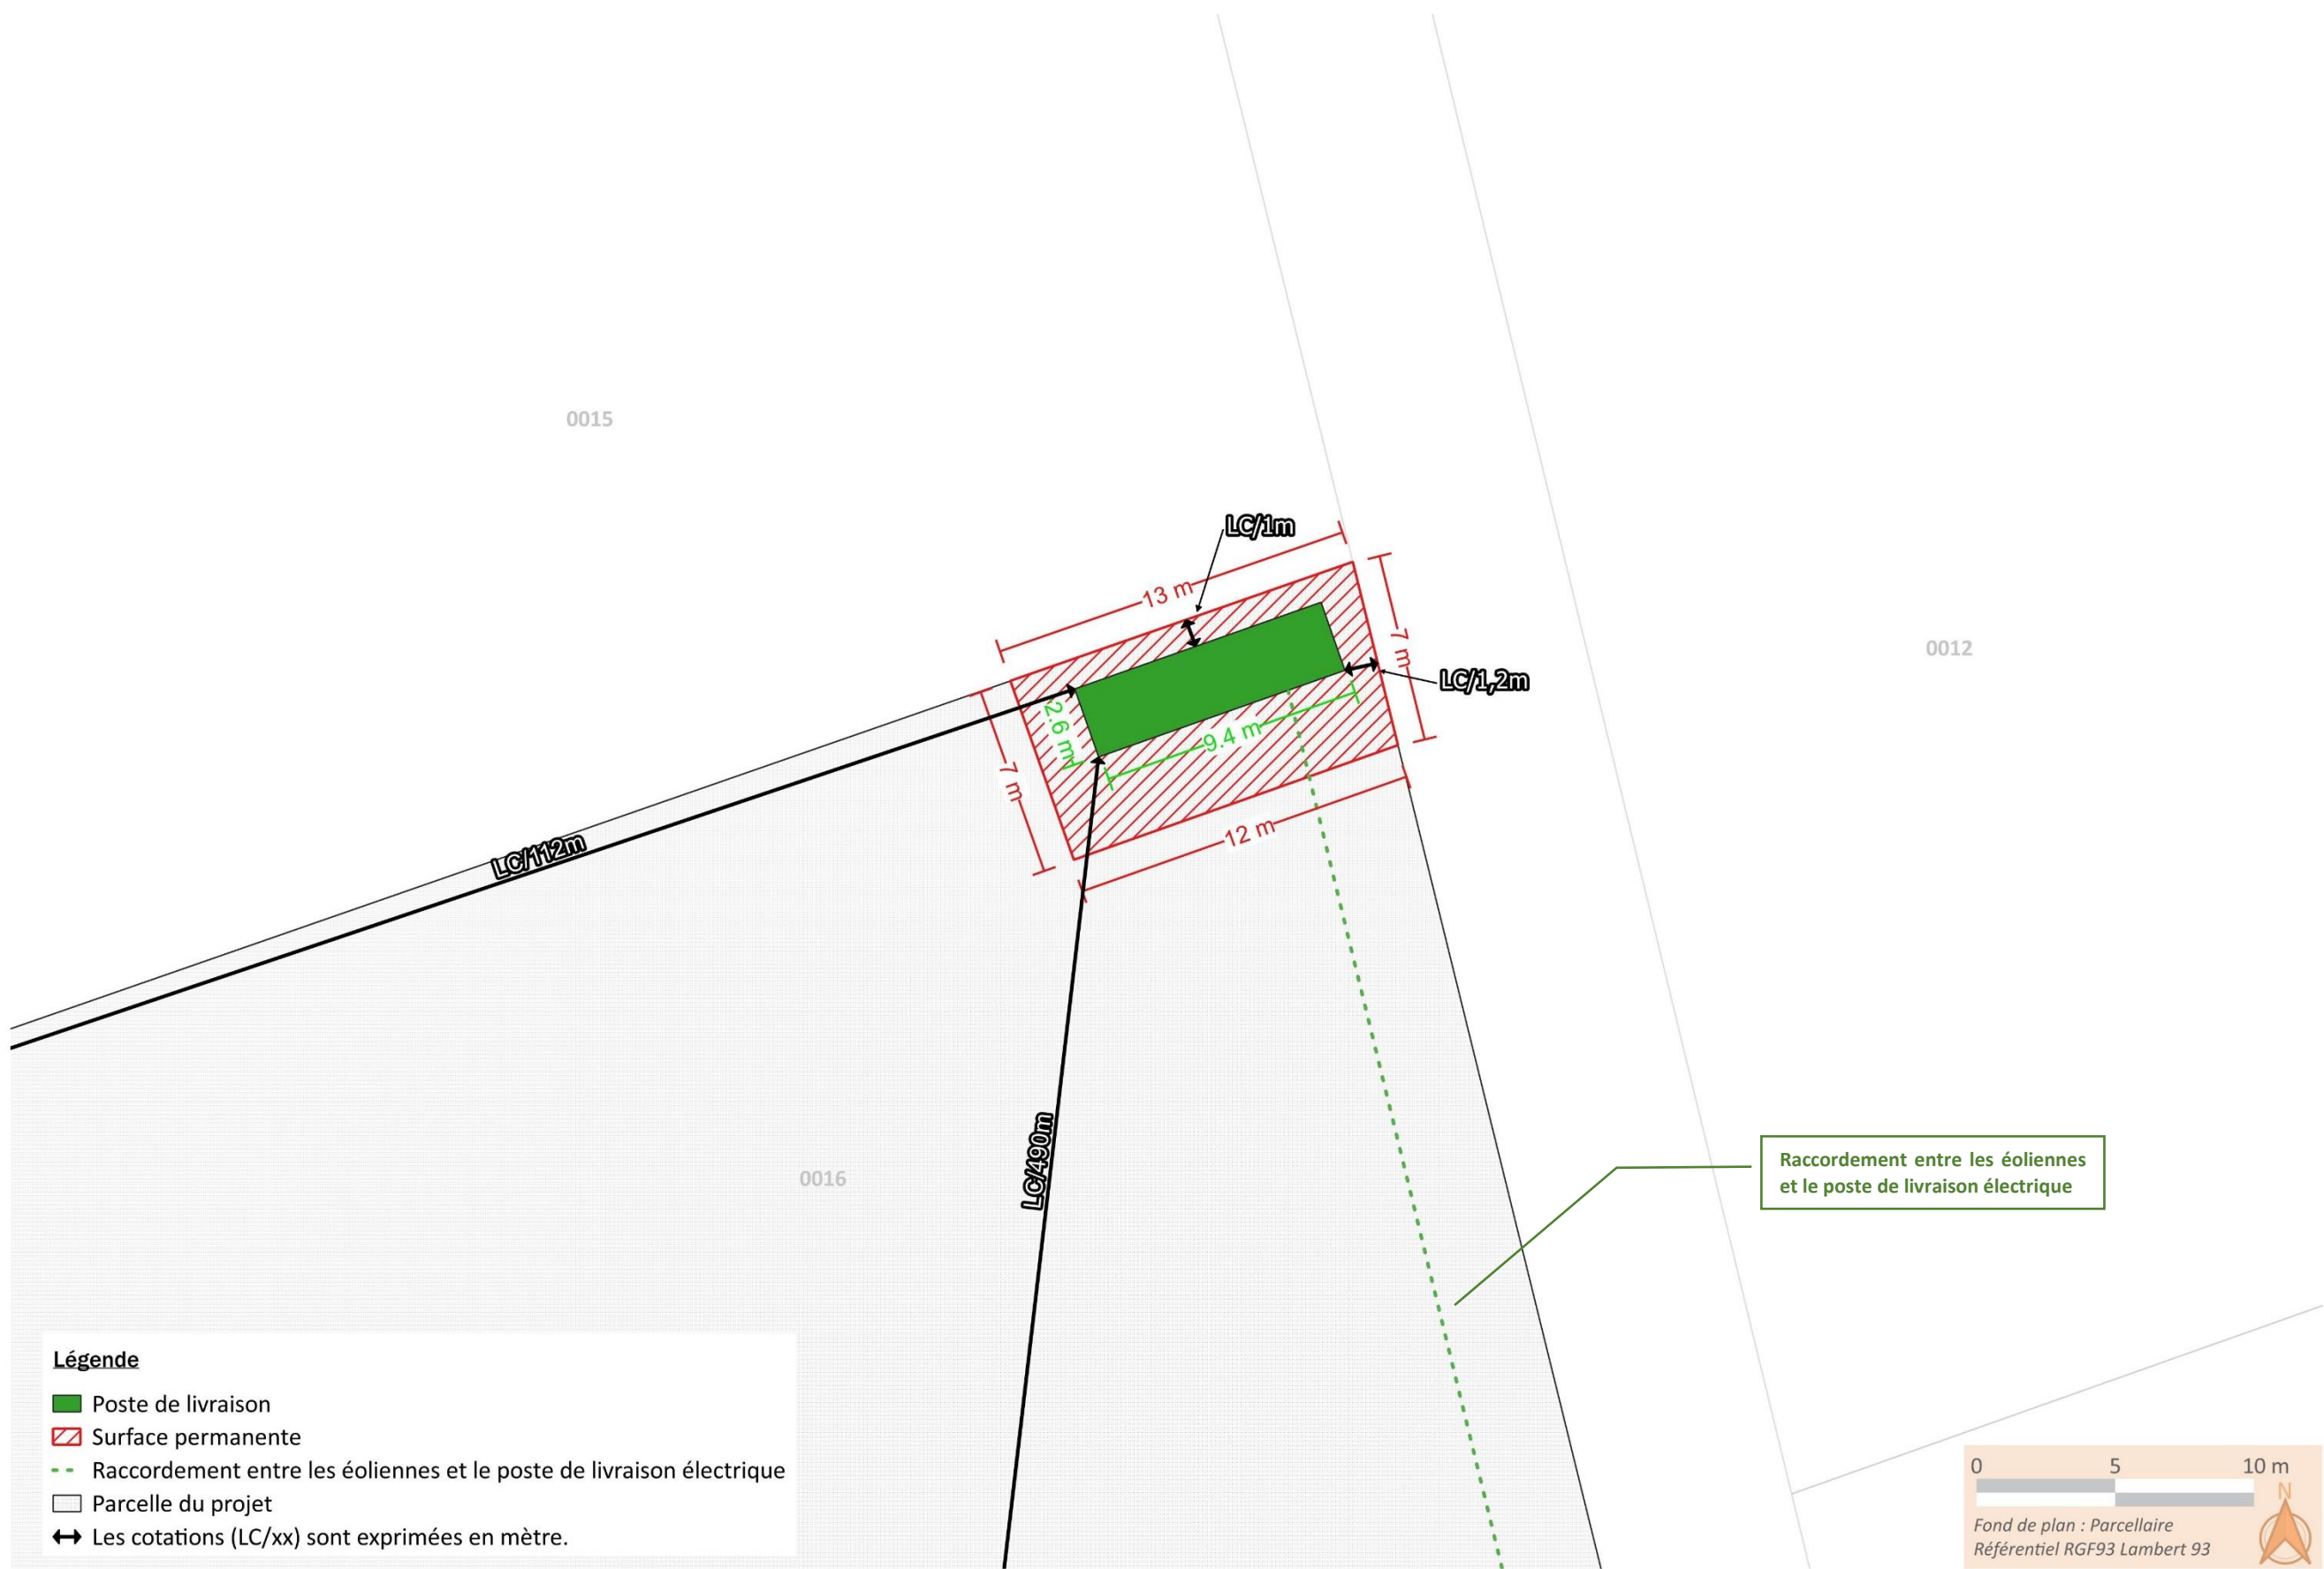 0015
LC/1m
13 m
7 m
0012
LC/1,2m
2.6 m
9.4 m
7 m
12 m
LC/112m
LC/490m
0016
Raccordement entre les éoliennes
et le poste de livraison électrique
Légende
Poste de livraison
Surface permanente
Raccordement entre les éoliennes et le poste de livraison électrique
Parcelle du projet
Les cotations (LC/xx) sont exprimées en mètre.
0 5 10 m
N
Fond de plan : Parcellaire
Référentiel RGF93 Lambert 93